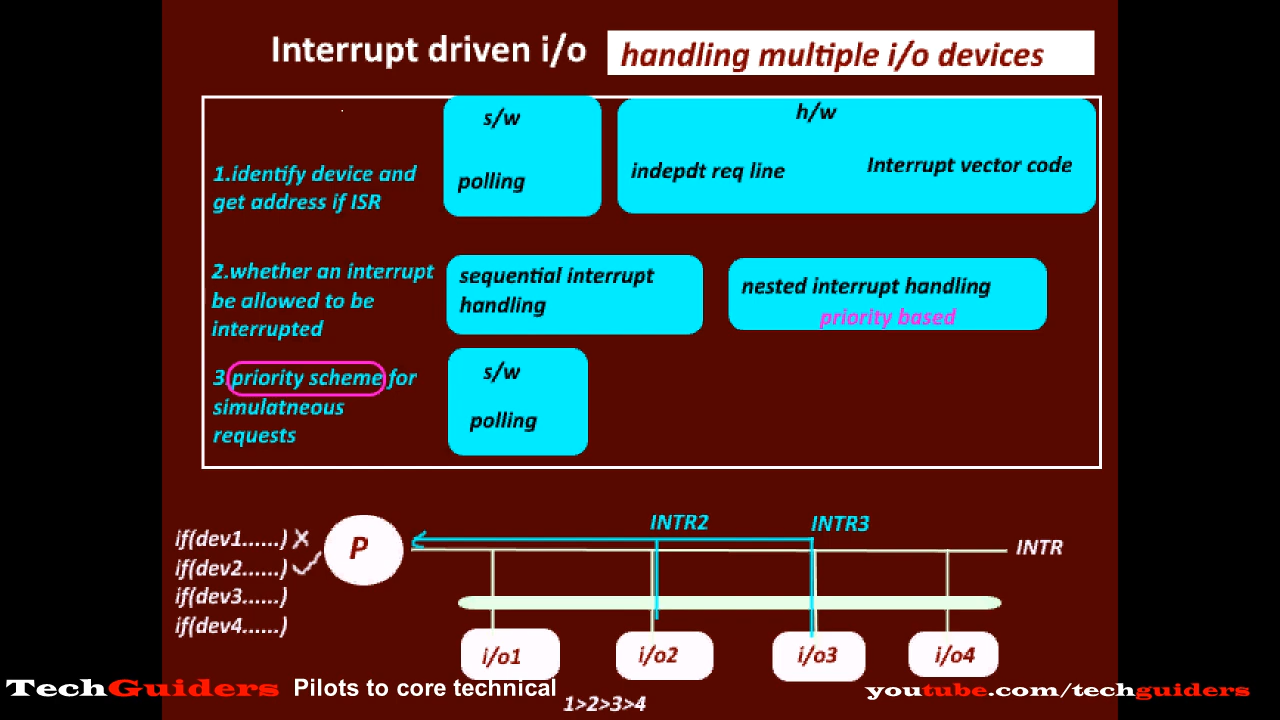 Interrupt driven i/o handling multiple i/o devices
s/w
h/w
1.identify device and
get address if ISR
polling
indepdt req line
Interrupt vector code
2.whether an interrupt
be allowed to be
interrupted
sequential interrupt
handling
nested interrupt handling
priority based
3.priority scheme for
simulatneous
requests
s/w
polling
INTR2
INTR3
INTR
if(dev1......)
if(dev2......)
if(dev3......)
if(dev4......)
P
i/o1
i/o2
i/o3
i/o4
TechGuiders Pilots to core technical
youtube.com/techguiders
1>2>3>4